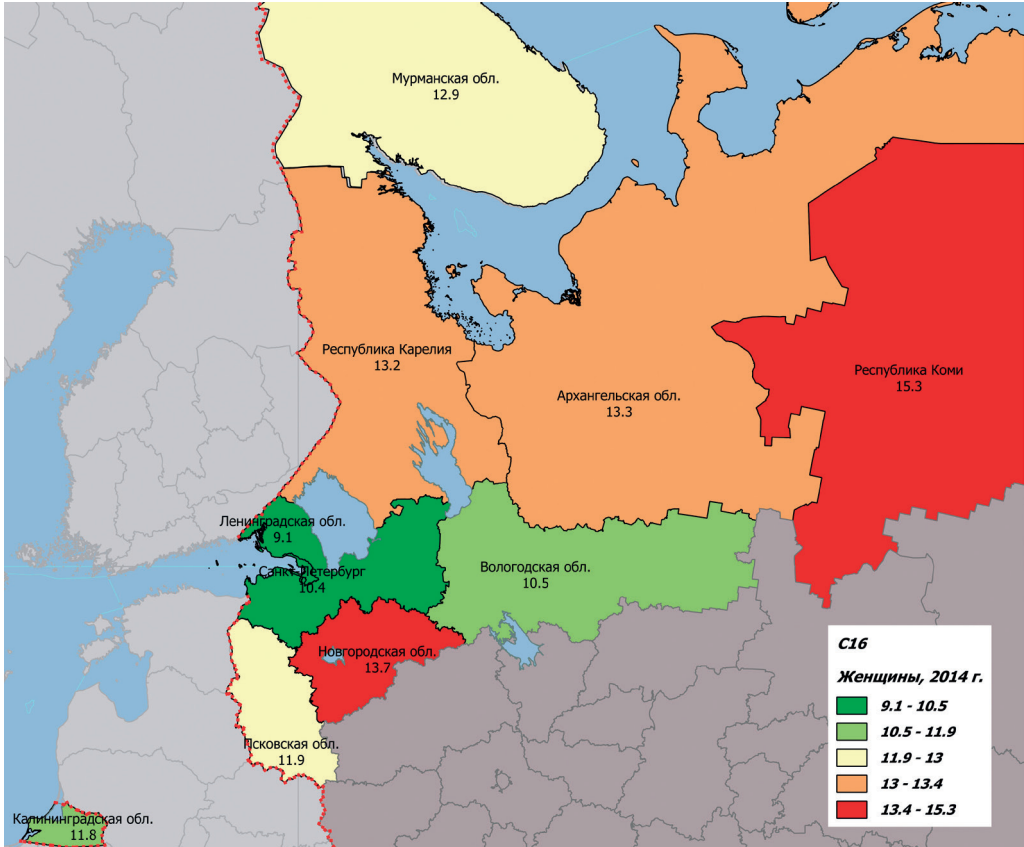 Мурманская обл.
12.9
Республика Карелия
13.2
Архангельская обл.
13.3
Республика Коми
15.3
Ленинградская обл.
9.1
Санкт-Петербург
10.4
Вологодская обл.
10.5
Новгородская обл.
13.7
Псковская обл.
11.9
Калининградская обл.
11.8
C16
Женщины, 2014 г.
9.1 - 10.5
10.5 - 11.9
11.9 - 13
13 - 13.4
13.4 - 15.3